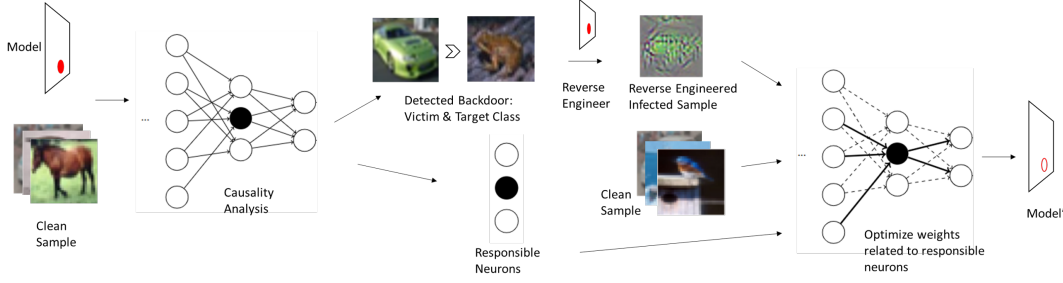 Model
Clean
Sample
...
Causality
Analysis
Detected Backdoor:
Victim & Target Class
Responsible
Neurons
Reverse
Engineer
Reverse Engineered
Infected Sample
Clean
Sample
...
Optimize weights
related to responsible
neurons
Model'